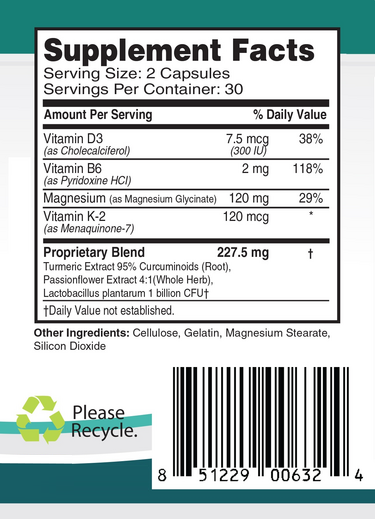 Supplement Facts
Serving Size: 2 Capsules
Servings Per Container: 30
Amount Per Serving % Daily Value
Vitamin D3 7.5 mcg 38%
(as Cholecalciferol) (300 IU)
Vitamin B6 2 mg 118%
(as Pyridoxine HCl)
Magnesium (as Magnesium Glycinate) 120 mg 29%
Vitamin K-2 120 mcg *
(as Menaquinone-7)
Proprietary Blend 227.5 mg †
Turmeric Extract 95% Curcuminoids (Root),
Passionflower Extract 4:1(Whole Herb),
Lactobacillus plantarum 1 billion CFU†
†Daily Value not established.
Other Ingredients: Cellulose, Gelatin, Magnesium Stearate,
Silicon Dioxide
Please
Recycle.
8 51229 00632 4